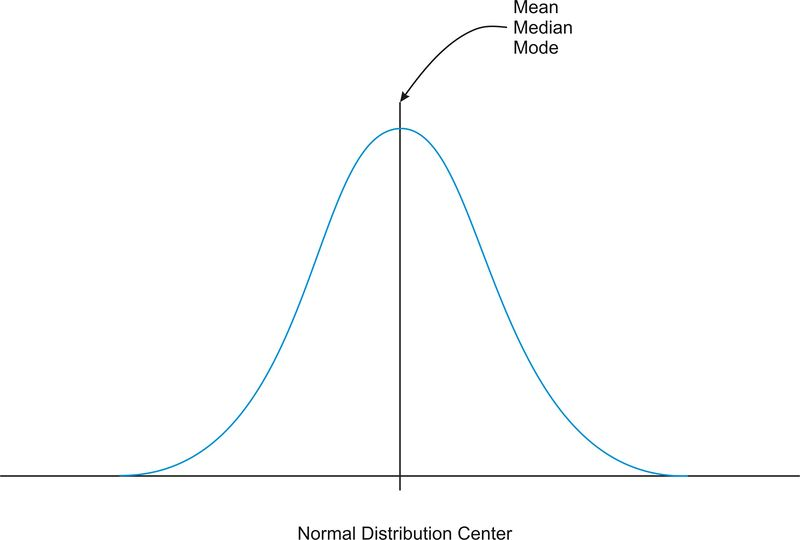 Mean
Median
Mode
Normal Distribution Center